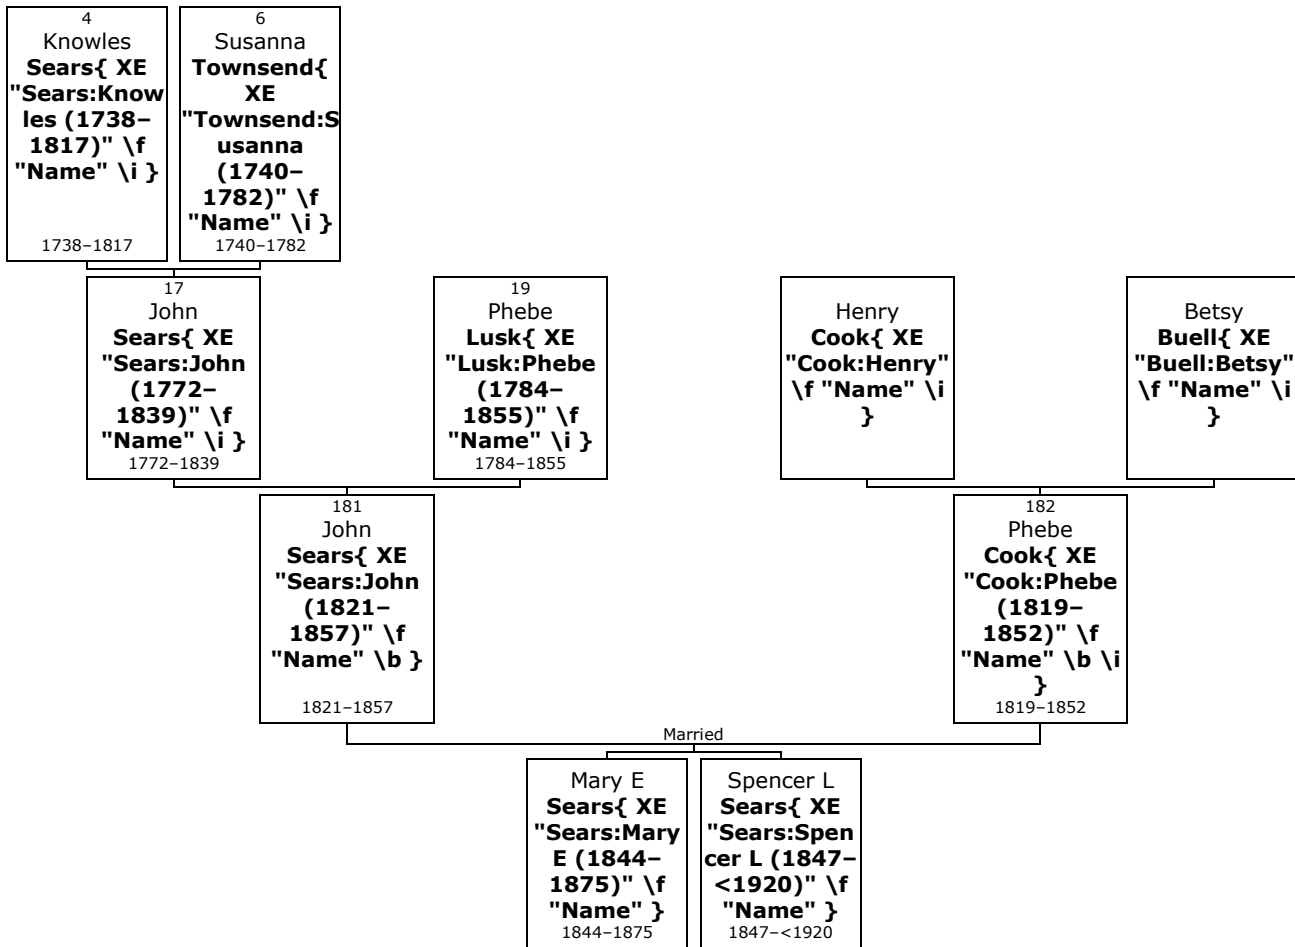 4
Knowles
Sears{ XE
"Sears:Know
les (1738–
1817)" \f
"Name" \i }
1738–1817
6
Susanna
Townsend{
XE
"Townsend:S
usanna
(1740–
1782)" \f
"Name" \i }
1740–1782
17
John
Sears{ XE
"Sears:John
(1772–
1839)" \f
"Name" \i }
1772–1839
19
Phebe
Lusk{ XE
"Lusk:Phebe
(1784–
1855)" \f
"Name" \i }
1784–1855
Henry
Cook{ XE
"Cook:Henry"
\f "Name" \i
}
Betsy
Buell{ XE
"Buell:Betsy"
\f "Name" \i
}
181
John
Sears{ XE
"Sears:John
(1821–
1857)" \f
"Name" \b }
1821–1857
182
Phebe
Cook{ XE
"Cook:Phebe
(1819–
1852)" \f
"Name" \b \i
}
1819–1852
Married
Mary E
Sears{ XE
"Sears:Mary
E (1844–
1875)" \f
"Name" }
1844–1875
Spencer L
Sears{ XE
"Sears:Spen
cer L (1847–
<1920)" \f
"Name" }
1847–<1920